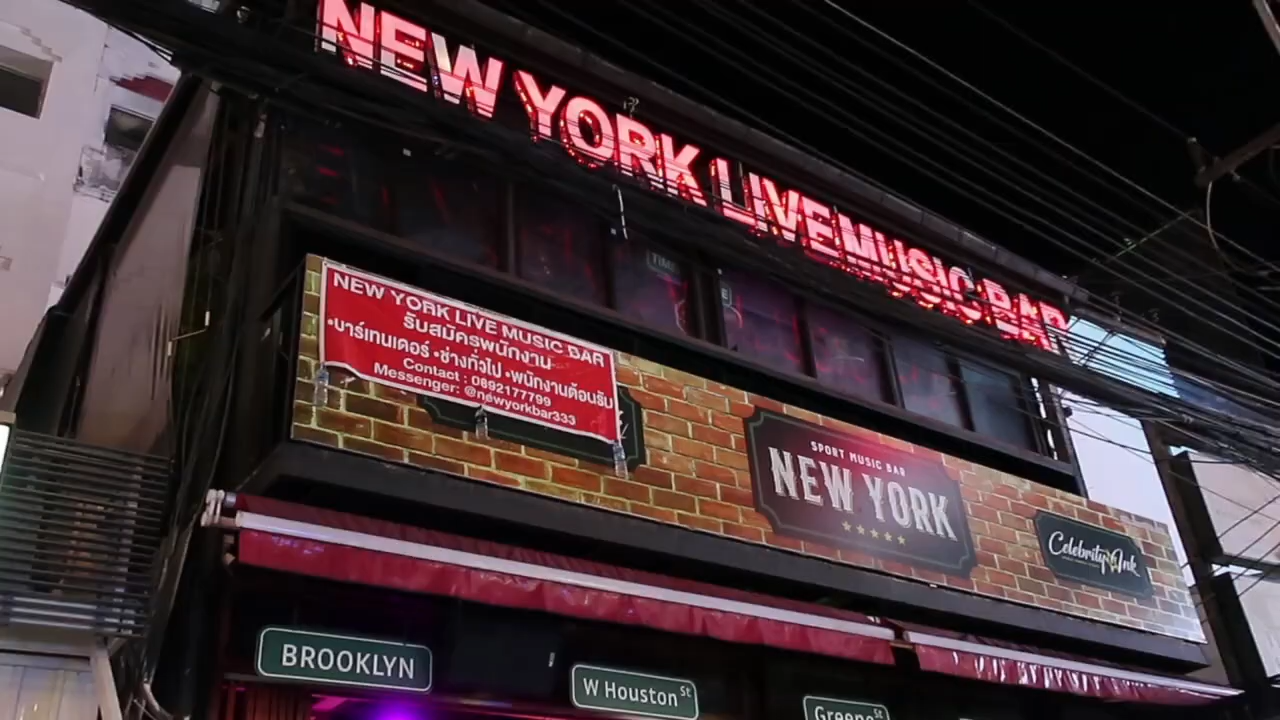 NEW YORK LIVE MUSIC BAR
NEW YORK LIVE MUSIC BAR
รับสมัครพนักงาน
•บาร์เทนเดอร์ •ช่างทั่วไป •พนักงานต้อนรับ
Contact : 0892177799
Messenger: @newyorkbar333
SPORT MUSIC BAR
NEW YORK
Celebrity Ink
BROOKLYN
W Houston St
Greene St